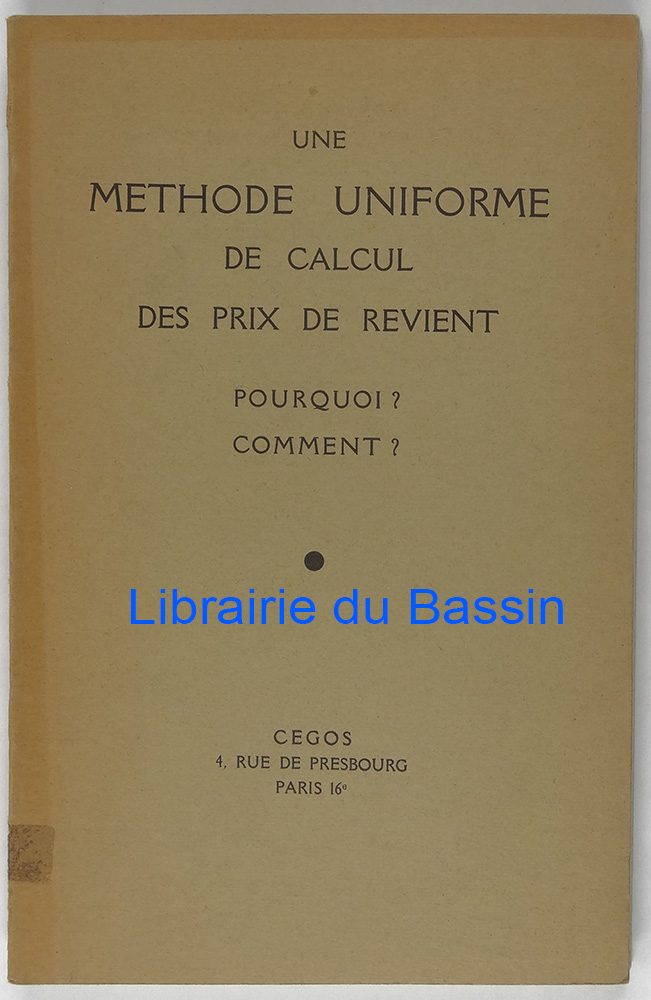 UNE
METHODE UNIFORME
DE CALCUL
DES PRIX DE REVIENT
POURQUOI ?
COMMENT ?
Librairie du Bassin
CEGOS
4, RUE DE PRESBOURG
PARIS 16e